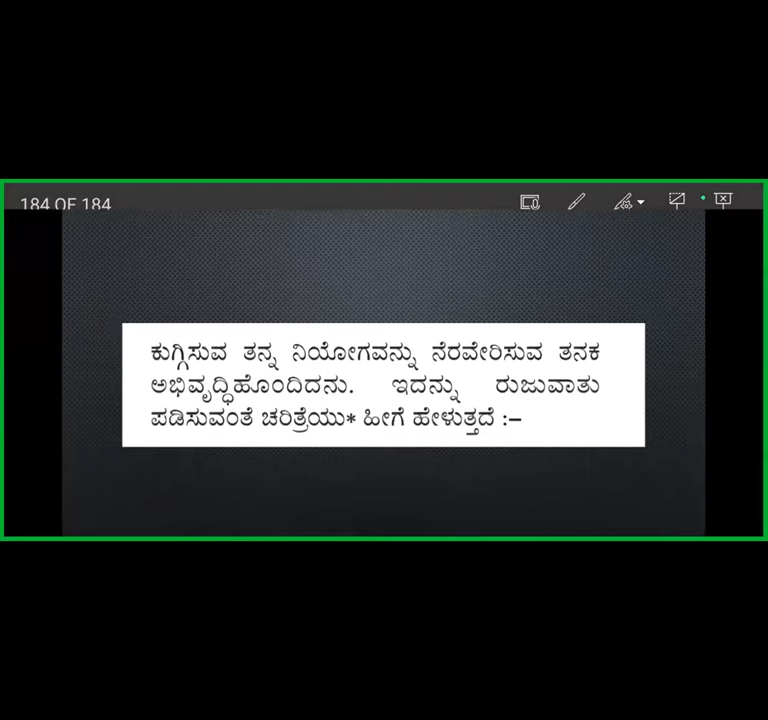 184 OF 184
ಕುಗ್ಗಿಸುವ ತನ್ನ ನಿಯೋಗವನ್ನು ನೆರವೇರಿಸುವ ತನಕ
ಅಭಿವೃದ್ಧಿಹೊಂದಿದನು. ಇದನ್ನು ರುಜುವಾತು
ಪಡಿಸುವಂತೆ ಚರಿತ್ರೆಯು* ಹೀಗೆ ಹೇಳುತ್ತದೆ :–